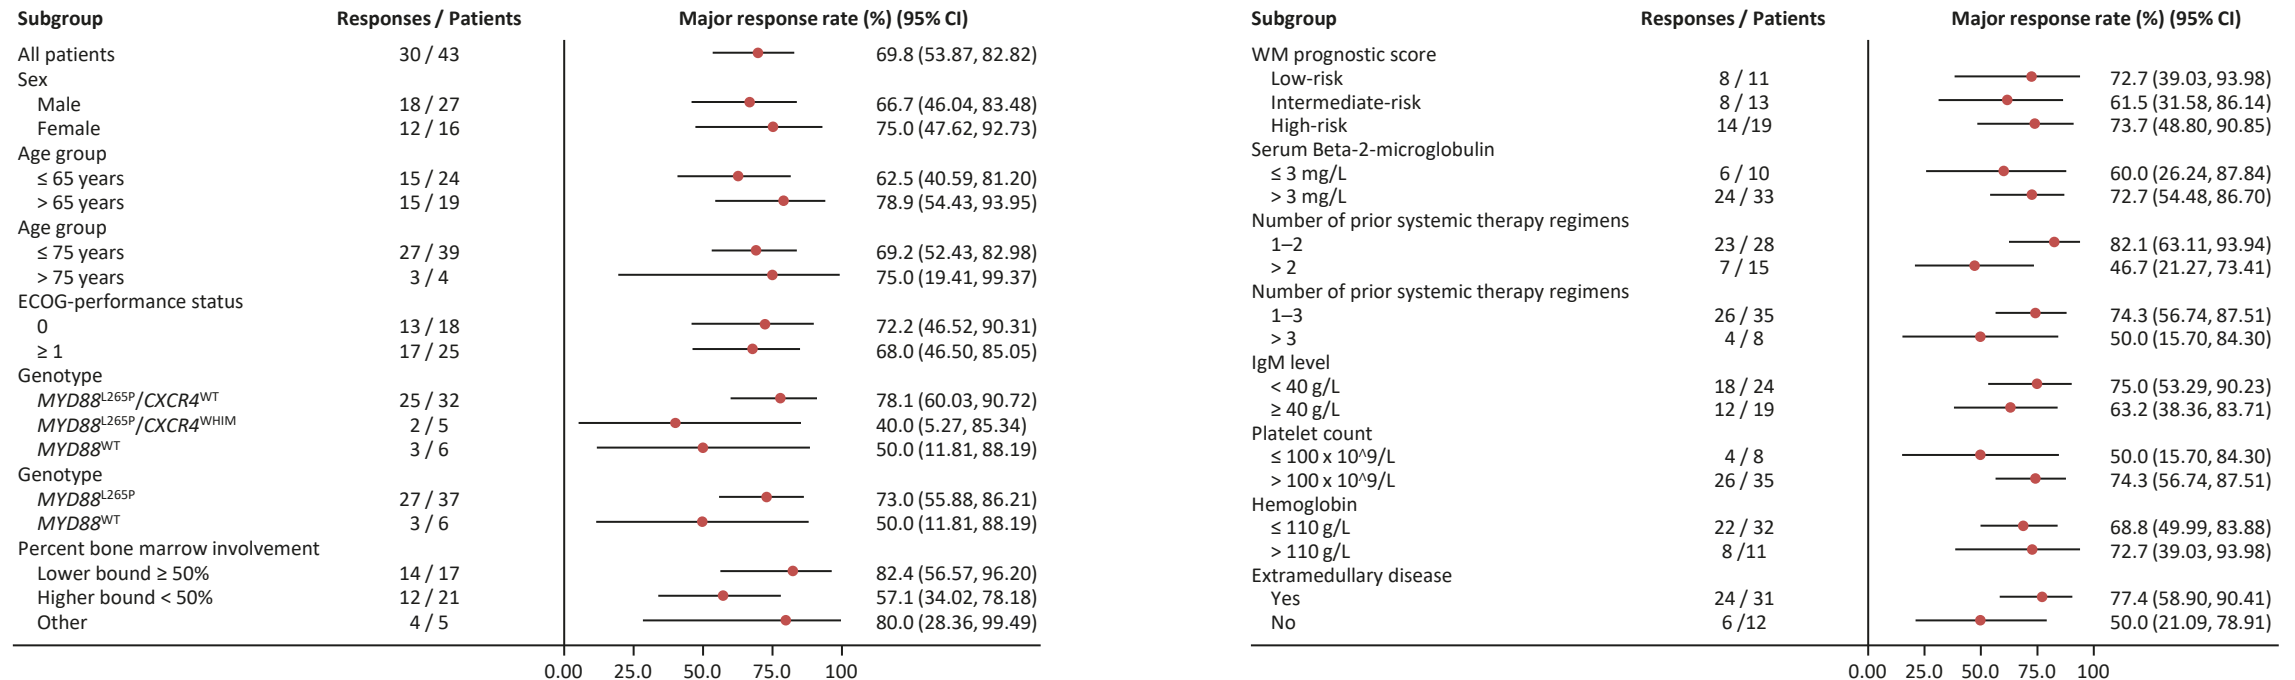 Subgroup Responses / Patients Major response rate (%) (95% CI)
All patients 30 / 43 69.8 (53.87, 82.82)
Sex
Male 18 / 27 66.7 (46.04, 83.48)
Female 12 / 16 75.0 (47.62, 92.73)
Age group
≤ 65 years 15 / 24 62.5 (40.59, 81.20)
> 65 years 15 / 19 78.9 (54.43, 93.95)
Age group
≤ 75 years 27 / 39 69.2 (52.43, 82.98)
> 75 years 3 / 4 75.0 (19.41, 99.37)
ECOG-performance status
0 13 / 18 72.2 (46.52, 90.31)
≥ 1 17 / 25 68.0 (46.50, 85.05)
Genotype
MYD88L265P/CXCR4WT 25 / 32 78.1 (60.03, 90.72)
MYD88L265P/CXCR4WHIM 2 / 5 40.0 (5.27, 85.34)
MYD88WT 3 / 6 50.0 (11.81, 88.19)
Genotype
MYD88L265P 27 / 37 73.0 (55.88, 86.21)
MYD88WT 3 / 6 50.0 (11.81, 88.19)
Percent bone marrow involvement
Lower bound ≥ 50% 14 / 17 82.4 (56.57, 96.20)
Higher bound < 50% 12 / 21 57.1 (34.02, 78.18)
Other 4 / 5 80.0 (28.36, 99.49)
0.00 25.0 50.0 75.0 100
Subgroup Responses / Patients Major response rate (%) (95% CI)
WM prognostic score
Low-risk 8 / 11 72.7 (39.03, 93.98)
Intermediate-risk 8 / 13 61.5 (31.58, 86.14)
High-risk 14 /19 73.7 (48.80, 90.85)
Serum Beta-2-microglobulin
≤ 3 mg/L 6 / 10 60.0 (26.24, 87.84)
> 3 mg/L 24 / 33 72.7 (54.48, 86.70)
Number of prior systemic therapy regimens
1–2 23 / 28 82.1 (63.11, 93.94)
> 2 7 / 15 46.7 (21.27, 73.41)
Number of prior systemic therapy regimens
1–3 26 / 35 74.3 (56.74, 87.51)
> 3 4 / 8 50.0 (15.70, 84.30)
IgM level
< 40 g/L 18 / 24 75.0 (53.29, 90.23)
≥ 40 g/L 12 / 19 63.2 (38.36, 83.71)
Platelet count
≤ 100 x 10^9/L 4 / 8 50.0 (15.70, 84.30)
> 100 x 10^9/L 26 / 35 74.3 (56.74, 87.51)
Hemoglobin
≤ 110 g/L 22 / 32 68.8 (49.99, 83.88)
> 110 g/L 8 /11 72.7 (39.03, 93.98)
Extramedullary disease
Yes 24 / 31 77.4 (58.90, 90.41)
No 6 /12 50.0 (21.09, 78.91)
0.00 25.0 50.0 75.0 100